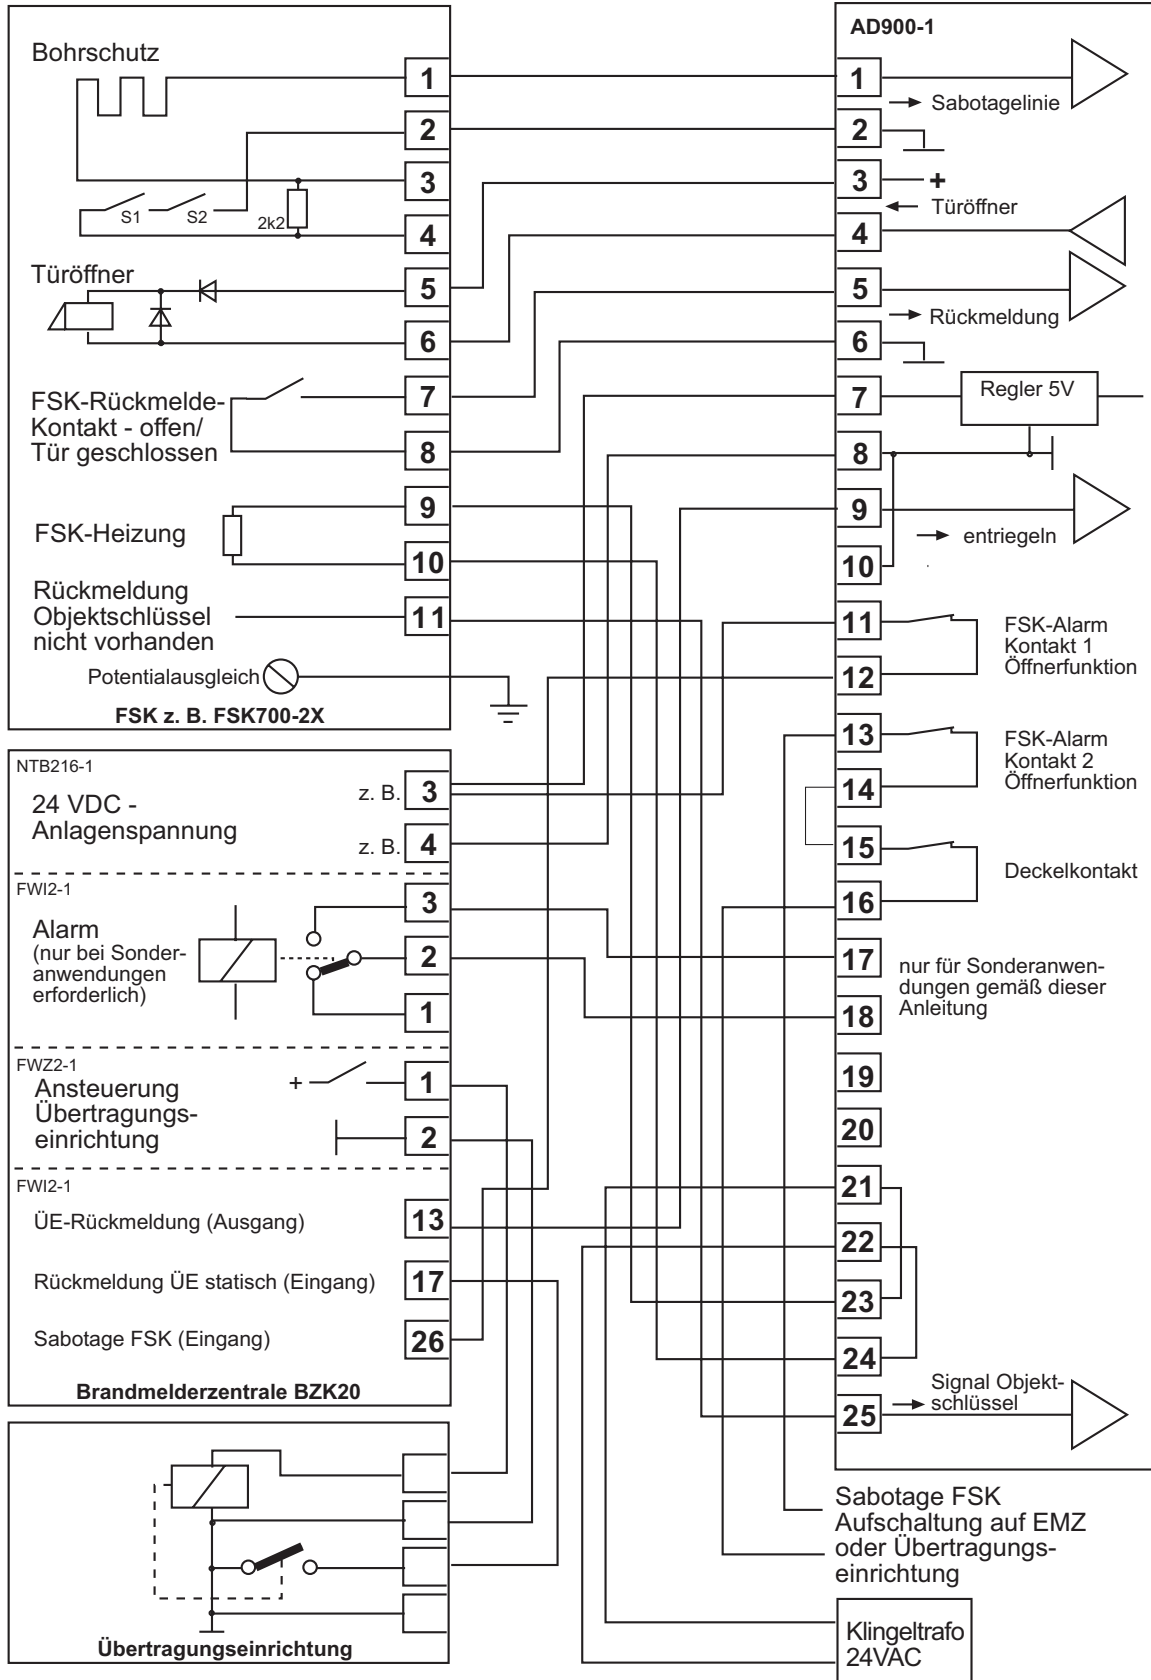 Bohrschutz
1
2
3
S1
S2
2k2
4
Türöffner
5
6
FSK-Rückmelde-
Kontakt - offen/
Tür geschlossen
7
8
FSK-Heizung
9
10
Rückmeldung
Objektschlüssel
nicht vorhanden
11
Potentialausgleich
FSK z. B. FSK700-2X
NTB216-1
24 VDC -
Anlagenspannung
z. B. 3
z. B. 4
FWI2-1
Alarm
(nur bei Sonder-
anwendungen
erforderlich)
3
2
1
FWZ2-1
Ansteuerung
Übertragungs-
einrichtung
+
1
2
FWI2-1
ÜE-Rückmeldung (Ausgang) 13
Rückmeldung ÜE statisch (Eingang) 17
Sabotage FSK (Eingang) 26
Brandmelderzentrale BZK20
Übertragungseinrichtung
AD900-1
1
Sabotagelinie
2
3 +
Türöffner
4
5
Rückmeldung
6
7
Regler 5V
8
9
entriegeln
10
11
12
FSK-Alarm
Kontakt 1
Öffnerfunktion
13
14
FSK-Alarm
Kontakt 2
Öffnerfunktion
15
16
Deckelkontakt
17
18
nur für Sonderanwen-
dungen gemäß dieser
Anleitung
19
20
21
22
23
24
Signal Objekt-
schlüssel
25
Sabotage FSK
Aufschaltung auf EMZ
oder Übertragungs-
einrichtung
Klingeltrafo
24VAC